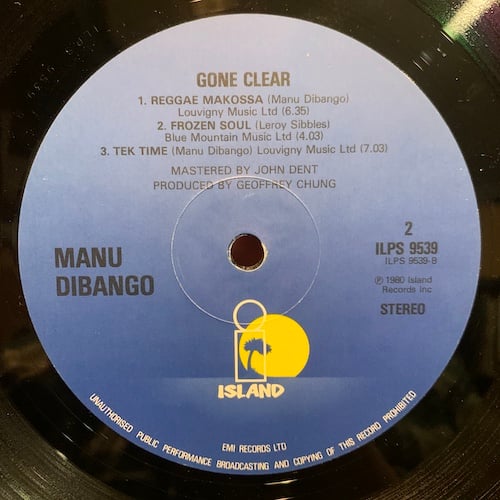 GONE CLEAR
1. REGGAE MAKOSSA (Manu Dibango)
Louvigny Music Ltd (6.35)
2. FROZEN SOUL (Leroy Sibbles)
Blue Mountain Music Ltd (4.03)
3. TEK TIME (Manu Dibango) Louvigny Music Ltd (7.03)
MASTERED BY JOHN DENT
PRODUCED BY GEOFFREY CHUNG
MANU
DIBANGO
2
ILPS 9539
ILPS 9539-B
℗ 1980 Island
Records Inc
STEREO
ISLAND
EMI RECORDS LTD
UNAUTHORISED PUBLIC PERFORMANCE BROADCASTING AND COPYING OF THIS RECORD PROHIBITED